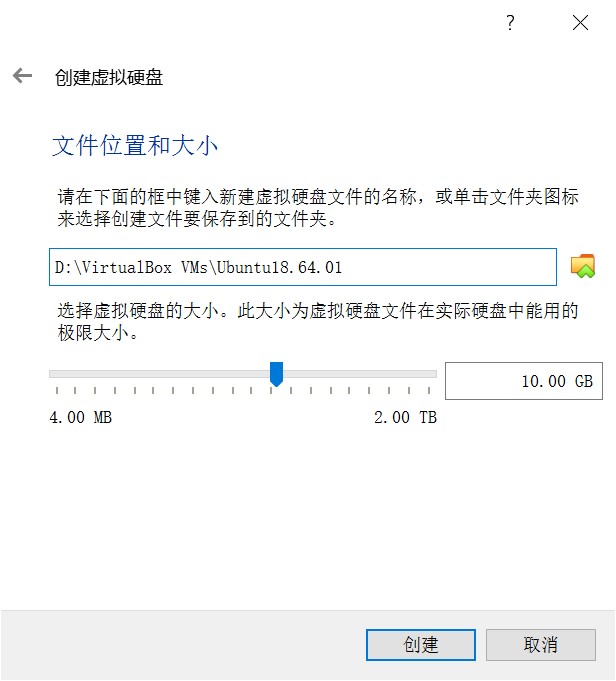 ?
创建虚拟硬盘
文件位置和大小
请在下面的框中键入新建虚拟硬盘文件的名称，或单击文件夹图标
来选择创建文件要保存到的文件夹。
D:\VirtualBox VMs\Ubuntu18.64.01
选择虚拟硬盘的大小。此大小为虚拟硬盘文件在实际硬盘中能用的
极限大小。
10.00 GB
4.00 MB 2.00 TB
创建 取消